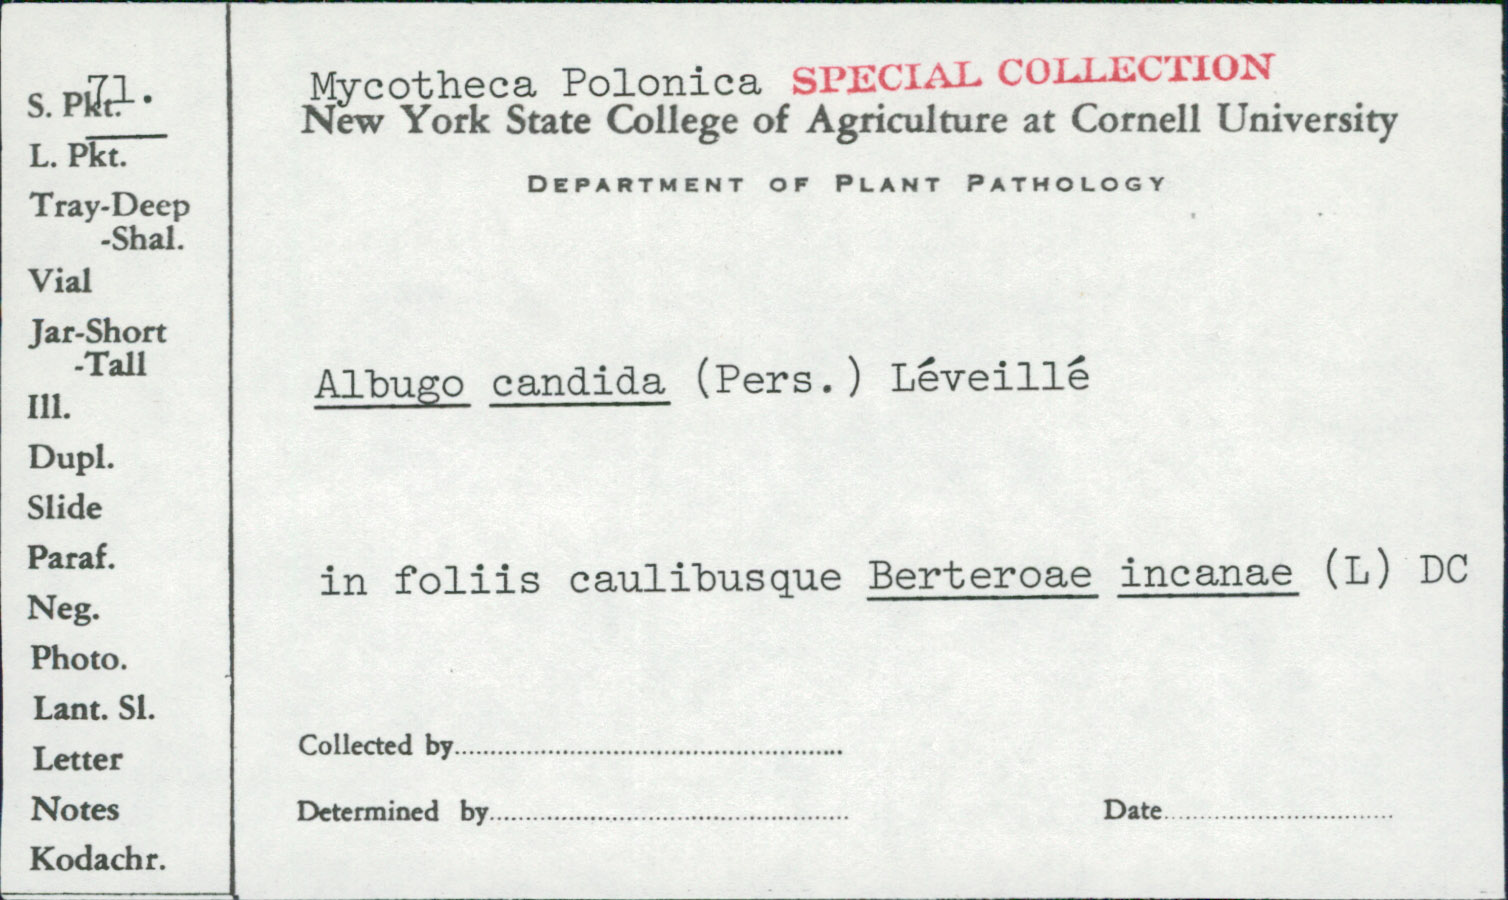 71.
S. Pkt.
L. Pkt.
Tray-Deep
-Shal.
Vial
Jar-Short
-Tall
Ill.
Dupl.
Slide
Paraf.
Neg.
Photo.
Lant. Sl.
Letter
Notes
Kodachr.
Mycotheca Polonica SPECIAL COLLECTION
New York State College of Agriculture at Cornell University
DEPARTMENT OF PLANT PATHOLOGY
Albugo candida (Pers.) Léveillé
in foliis caulibusque Berteroae incanae (L) DC
Collected by
Determined by
Date